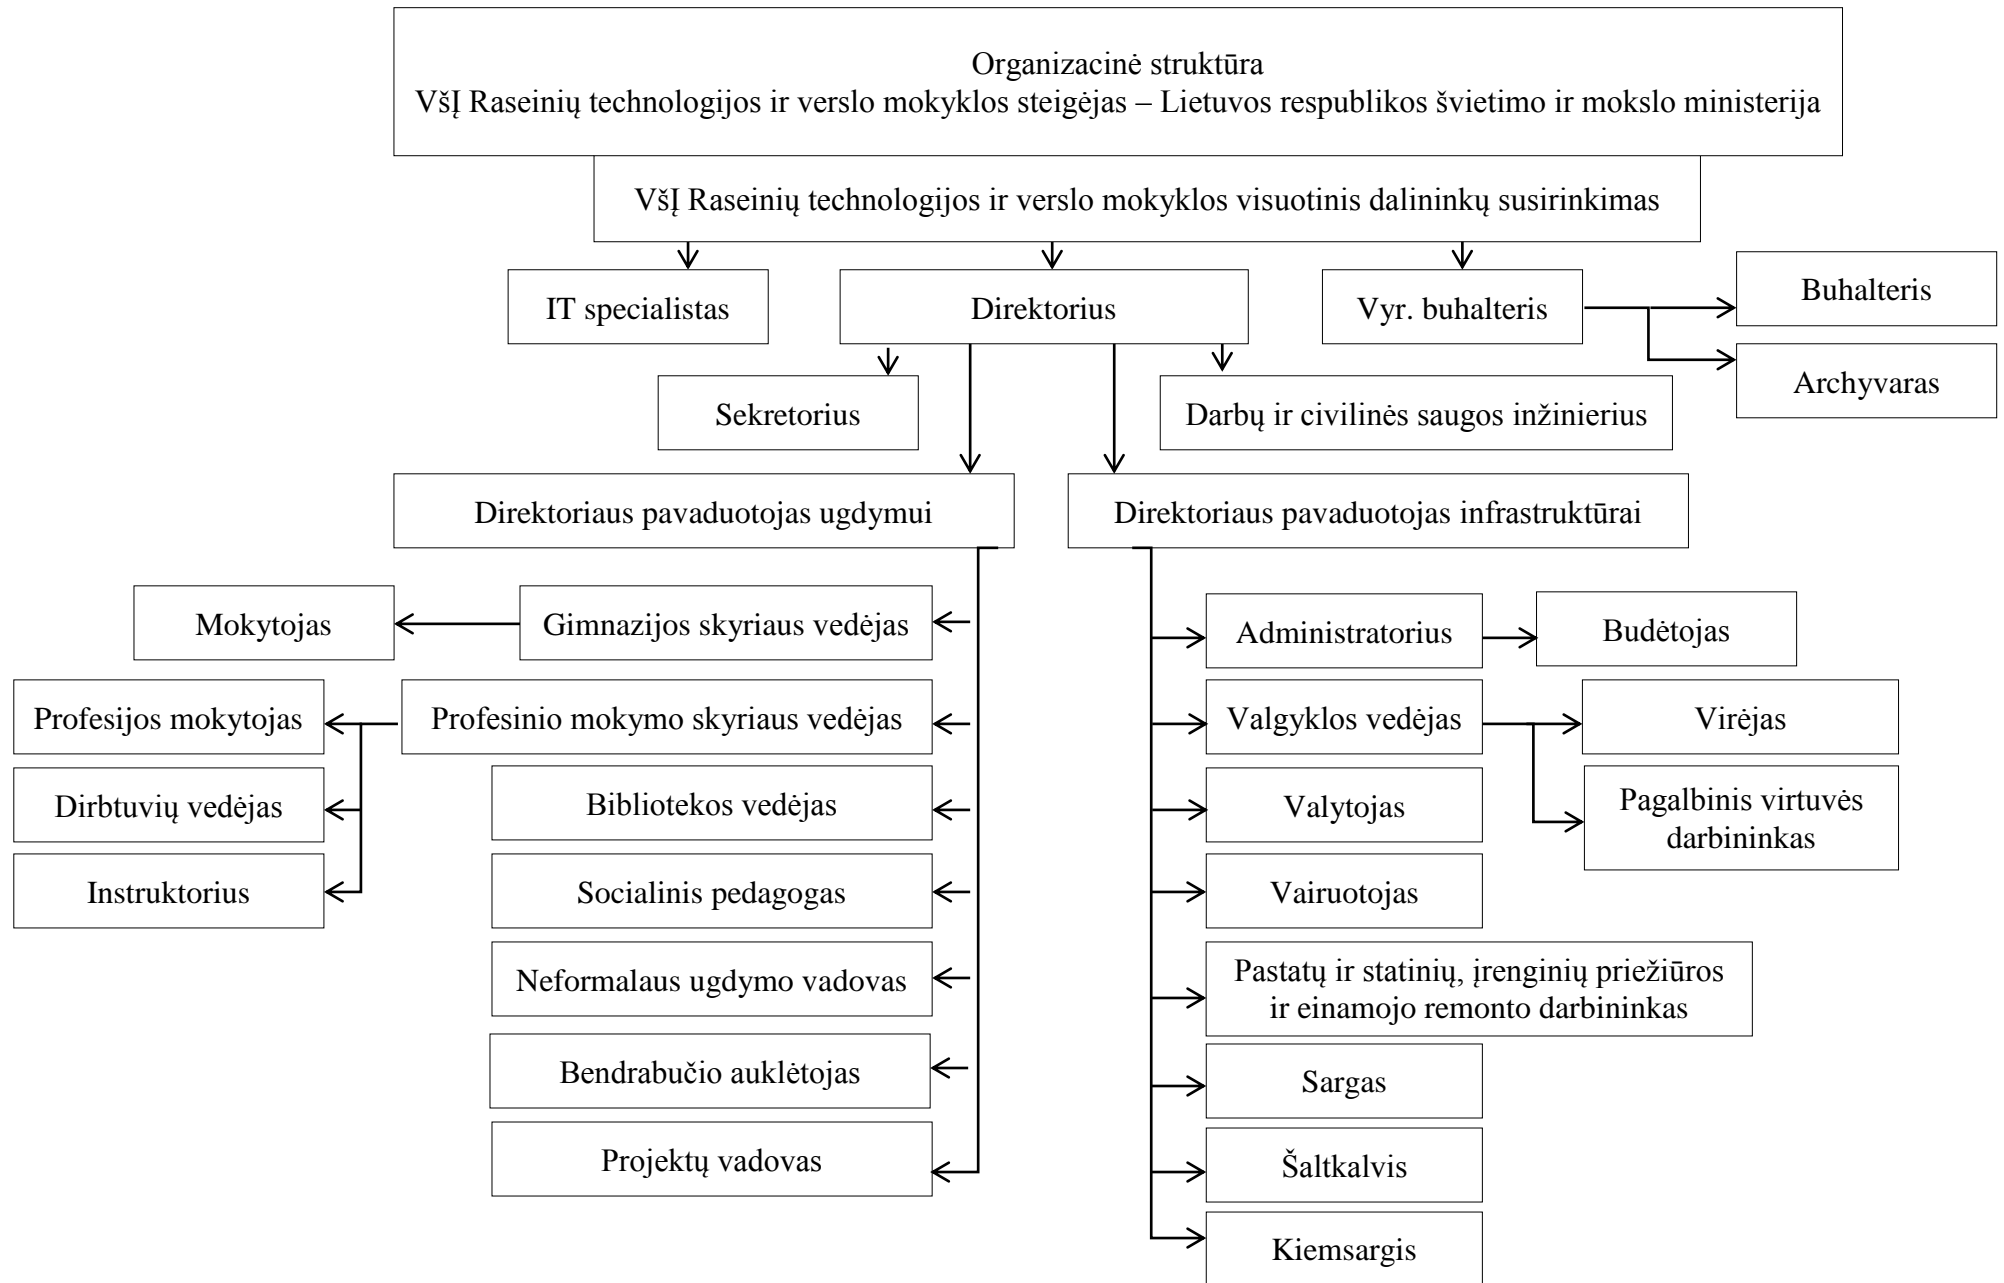 Organizacinė struktūra
VšĮ Raseinių technologijos ir verslo mokyklos steigėjas – Lietuvos respublikos švietimo ir mokslo ministerija
VšĮ Raseinių technologijos ir verslo mokyklos visuotinis dalininkų susirinkimas
IT specialistas
Direktorius
Vyr. buhalteris
Buhalteris
Archyvaras
Sekretorius
Darbų ir civilinės saugos inžinierius
Direktoriaus pavaduotojas ugdymui
Direktoriaus pavaduotojas infrastruktūrai
Mokytojas
Gimnazijos skyriaus vedėjas
Administratorius
Budėtojas
Profesijos mokytojas
Profesinio mokymo skyriaus vedėjas
Valgyklos vedėjas
Virėjas
Dirbtuvių vedėjas
Bibliotekos vedėjas
Valytojas
Pagalbinis virtuvės
darbininkas
Instruktorius
Socialinis pedagogas
Vairuotojas
Neformalaus ugdymo vadovas
Pastatų ir statinių, įrenginių priežiūros
ir einamojo remonto darbininkas
Bendrabučio auklėtojas
Sargas
Projektų vadovas
Šaltkalvis
Kiemsargis